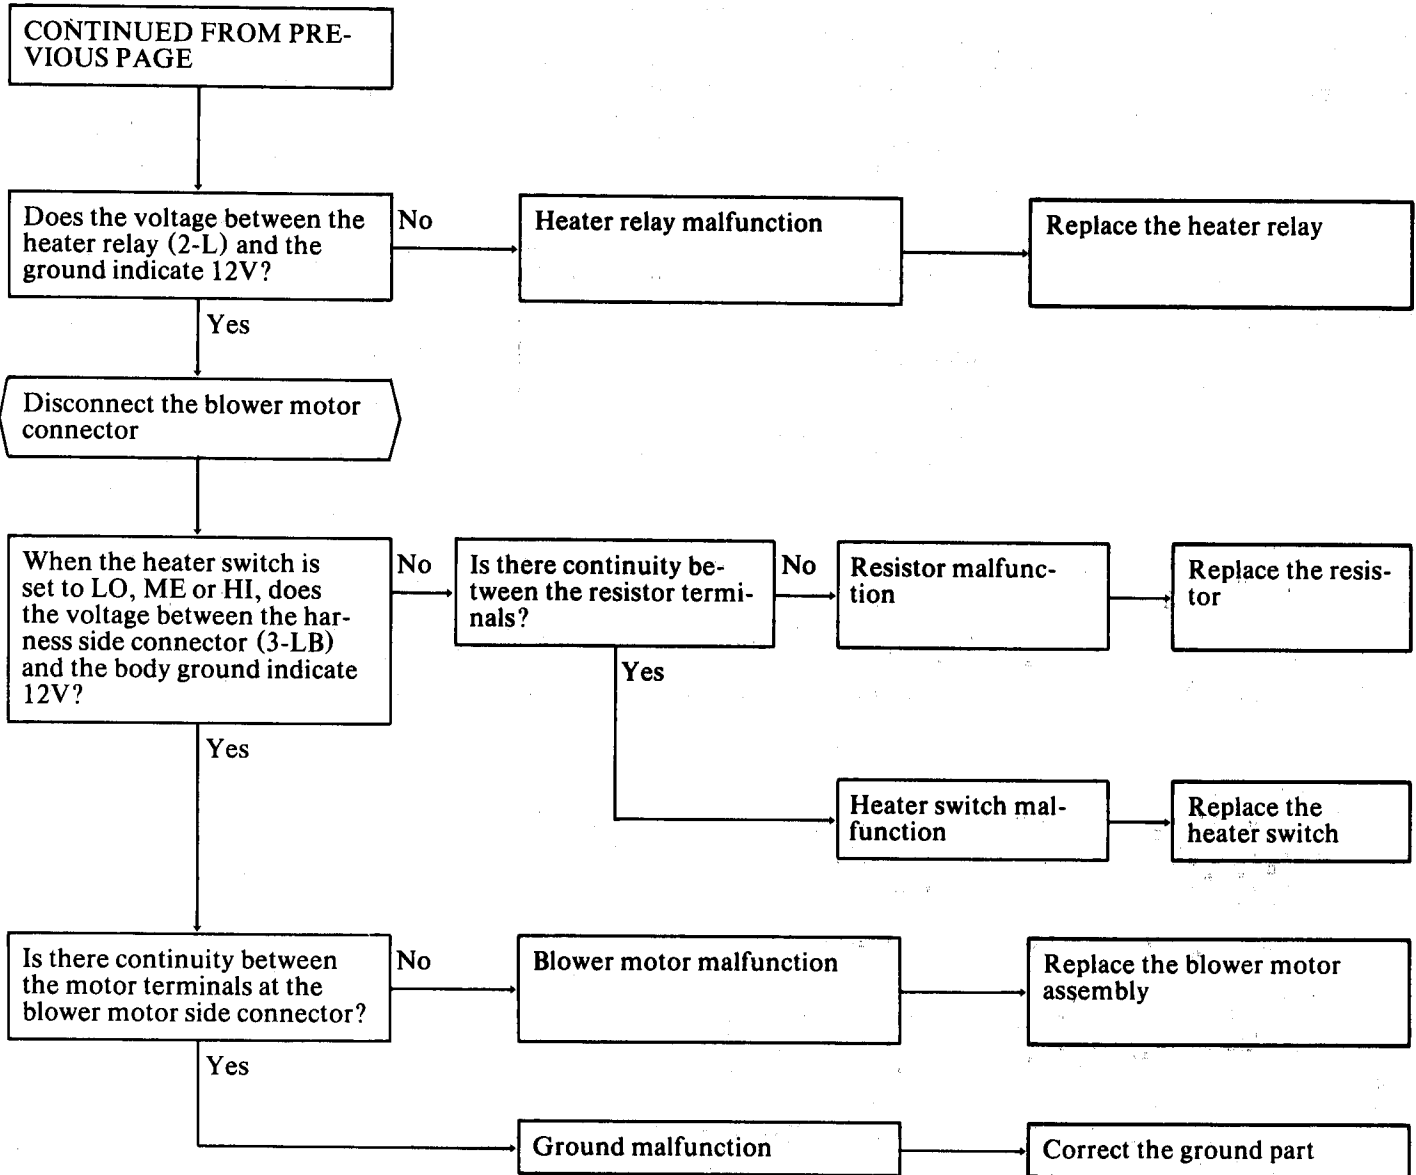 CONTINUED FROM PRE-
VIOUS PAGE
Does the voltage between the
heater relay (2-L) and the
ground indicate 12V?
No
Heater relay malfunction
Replace the heater relay
Yes
Disconnect the blower motor
connector
When the heater switch is
set to LO, ME or HI, does
the voltage between the har-
ness side connector (3-LB)
and the body ground indicate
12V?
No
Is there continuity be-
tween the resistor termi-
nals?
No
Resistor malfunc-
tion
Replace the resis-
tor
Yes
Heater switch mal-
function
Replace the
heater switch
Yes
Is there continuity between
the motor terminals at the
blower motor side connector?
No
Blower motor malfunction
Replace the blower motor
assembly
Yes
Ground malfunction
Correct the ground part